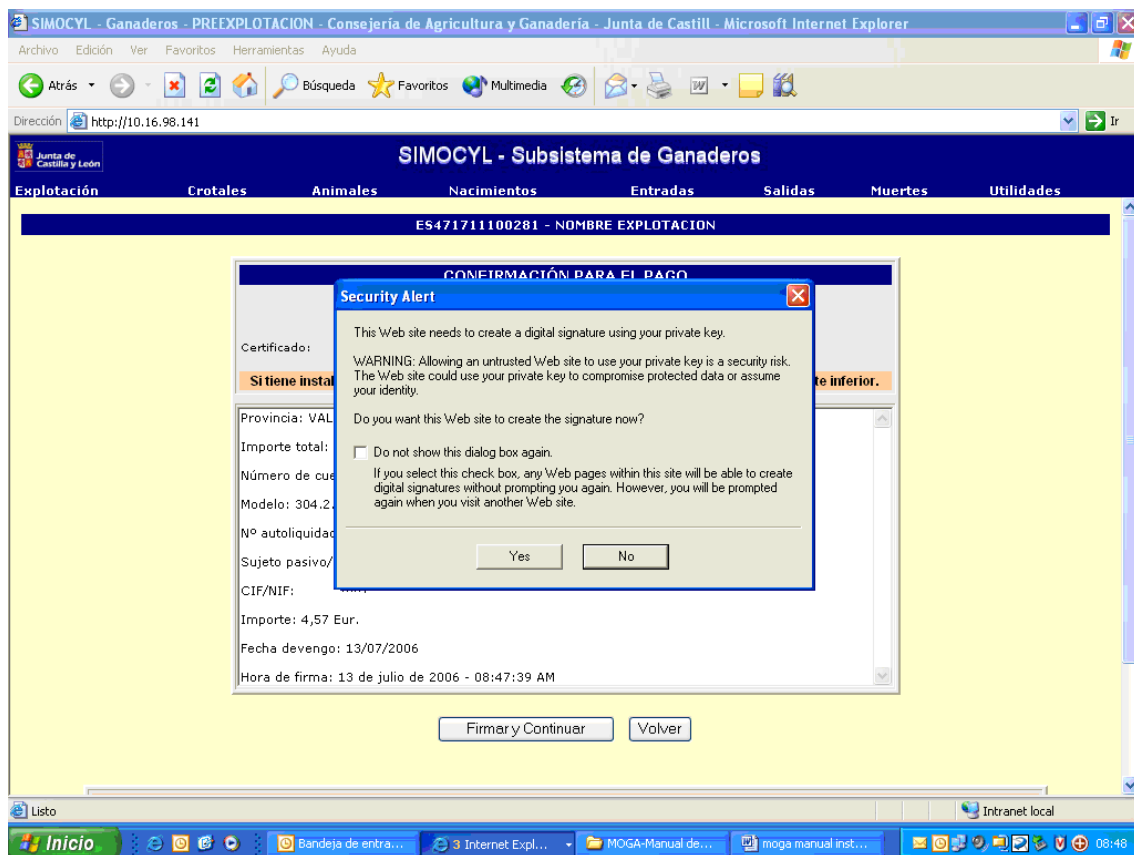 SIMOCYL - Ganaderos - PREEXPLOTACION - Consejería de Agricultura y Ganadería - Junta de Castill - Microsoft Internet Explorer
Archivo Edición Ver Favoritos Herramientas Ayuda
Atrás Búsqueda Favoritos Multimedia
Dirección http://10.16.98.141 Ir
Junta de
Castilla y León
SIMOCYL - Subsistema de Ganaderos
Explotación Crotales Animales Nacimientos Entradas Salidas Muertes Utilidades
ES471711100281 - NOMBRE EXPLOTACION
CONFIRMACIÓN PARA EL PAGO
Security Alert
This Web site needs to create a digital signature using your private key.
WARNING: Allowing an untrusted Web site to use your private key is a security risk.
The Web site could use your private key to compromise protected data or assume
your identity.
Do you want this Web site to create the signature now?
Do not show this dialog box again.
If you select this check box, any Web pages within this site will be able to create
digital signatures without prompting you again. However, you will be prompted
again when you visit another Web site.
Yes No
Certificado:
Si tiene instal te inferior.
Provincia: VAL
Importe total:
Número de cue
Modelo: 304.2.
Nº autoliquidac
Sujeto pasivo/
CIF/NIF:
Importe: 4,57 Eur.
Fecha devengo: 13/07/2006
Hora de firma: 13 de julio de 2006 - 08:47:39 AM
Firmar y Continuar Volver
Listo Intranet local
Inicio Bandeja de entra... 3 Internet Expl... MOGA-Manual de... moga manual inst... 08:48